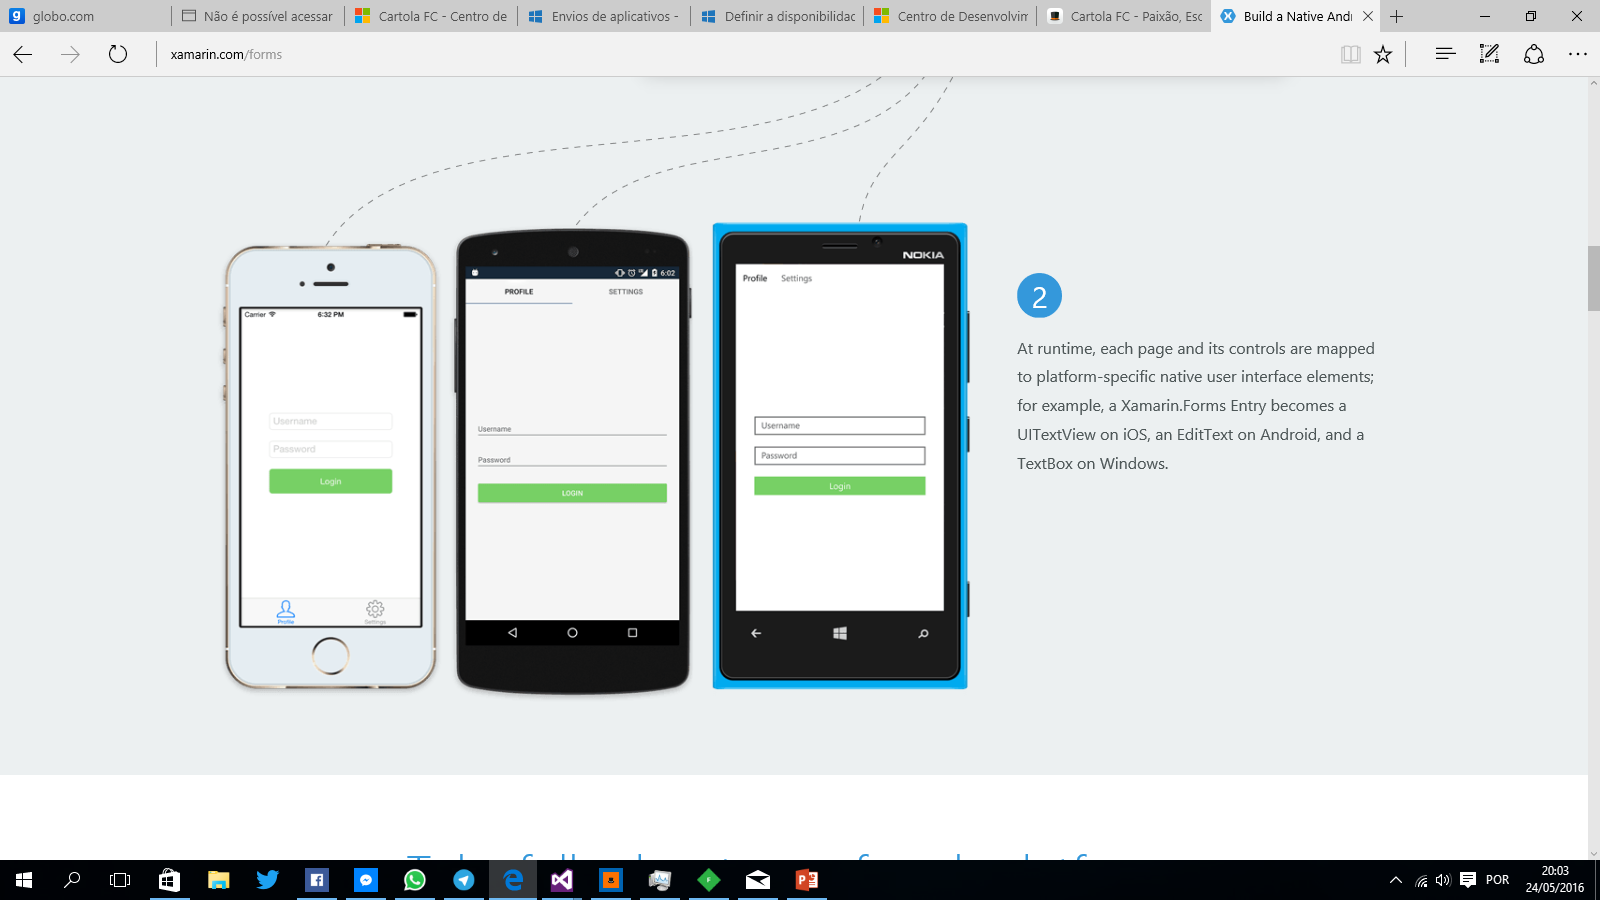 globo.com
Não é possível acessar
Cartola FC - Centro de
Envios de aplicativos -
Definir a disponibilidad
Centro de Desenvolvim
Cartola FC - Paixão, Esc
Build a Native Andr
xamarin.com/forms
NOKIA
6:02
PROFILE
SETTINGS
Profile
Settings
Carrier
6:32 PM
2
At runtime, each page and its controls are mapped
to platform-specific native user interface elements;
for example, a Xamarin.Forms Entry becomes a
UITextView on iOS, an EditText on Android, and a
TextBox on Windows.
Username
Password
Login
Username
Password
LOGIN
Username
Password
Login
Profile
Settings
POR
20:03
24/05/2016